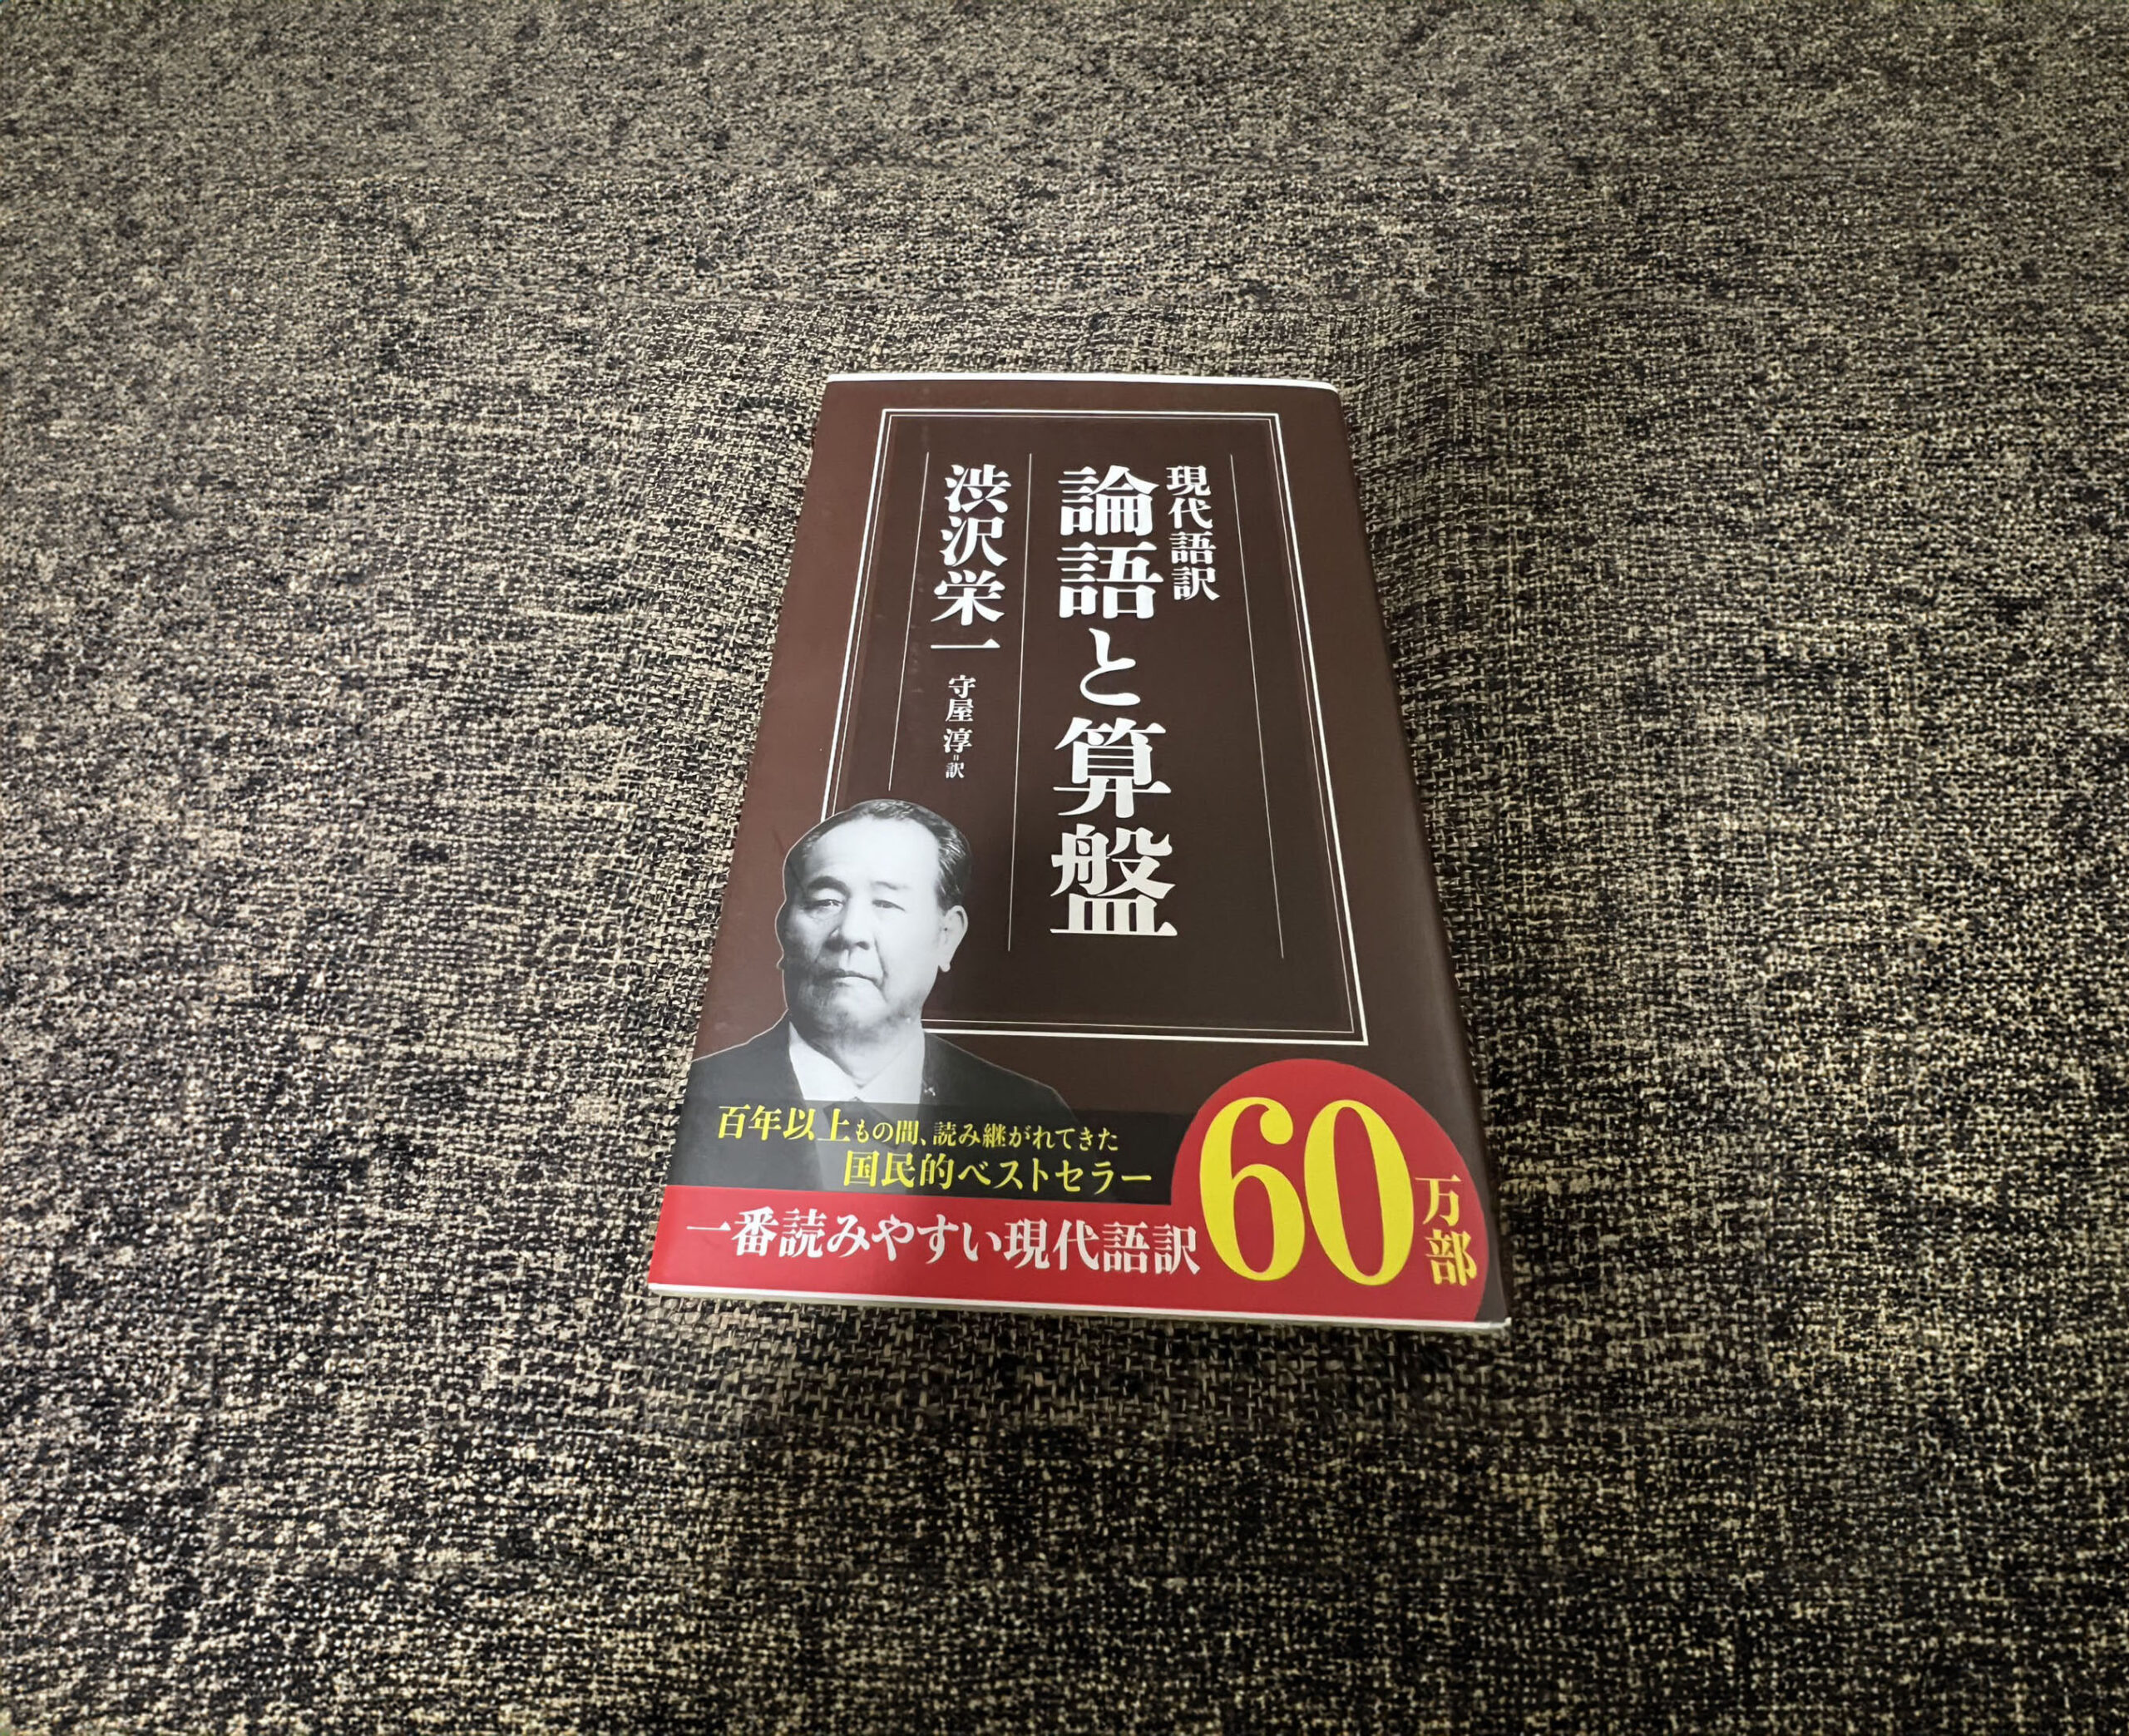 現代語訳
論語と算盤
渋沢栄一
守屋 淳=訳
百年以上もの間、読み継がれてきた
国民的ベストセラー
一番読みやすい現代語訳
60万部